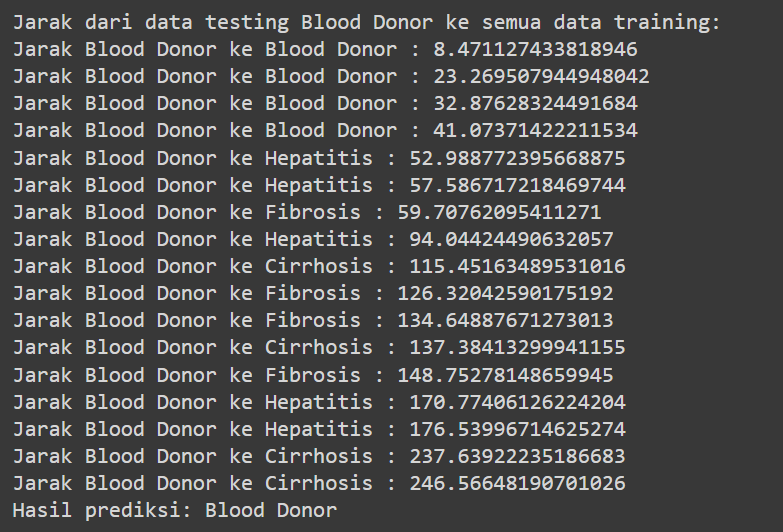 Jarak dari data testing Blood Donor ke semua data training:
Jarak Blood Donor ke Blood Donor : 8.471127433818946
Jarak Blood Donor ke Blood Donor : 23.269507944948042
Jarak Blood Donor ke Blood Donor : 32.87628324491684
Jarak Blood Donor ke Blood Donor : 41.07371422211534
Jarak Blood Donor ke Hepatitis : 52.988772395668875
Jarak Blood Donor ke Hepatitis : 57.586717218469744
Jarak Blood Donor ke Fibrosis : 59.70762095411271
Jarak Blood Donor ke Hepatitis : 94.04424490632057
Jarak Blood Donor ke Cirrhosis : 115.45163489531016
Jarak Blood Donor ke Fibrosis : 126.32042590175192
Jarak Blood Donor ke Fibrosis : 134.64887671273013
Jarak Blood Donor ke Cirrhosis : 137.38413299941155
Jarak Blood Donor ke Fibrosis : 148.75278148659945
Jarak Blood Donor ke Hepatitis : 170.77406126224204
Jarak Blood Donor ke Hepatitis : 176.53996714625274
Jarak Blood Donor ke Cirrhosis : 237.63922235186683
Jarak Blood Donor ke Cirrhosis : 246.56648190701026
Hasil prediksi: Blood Donor